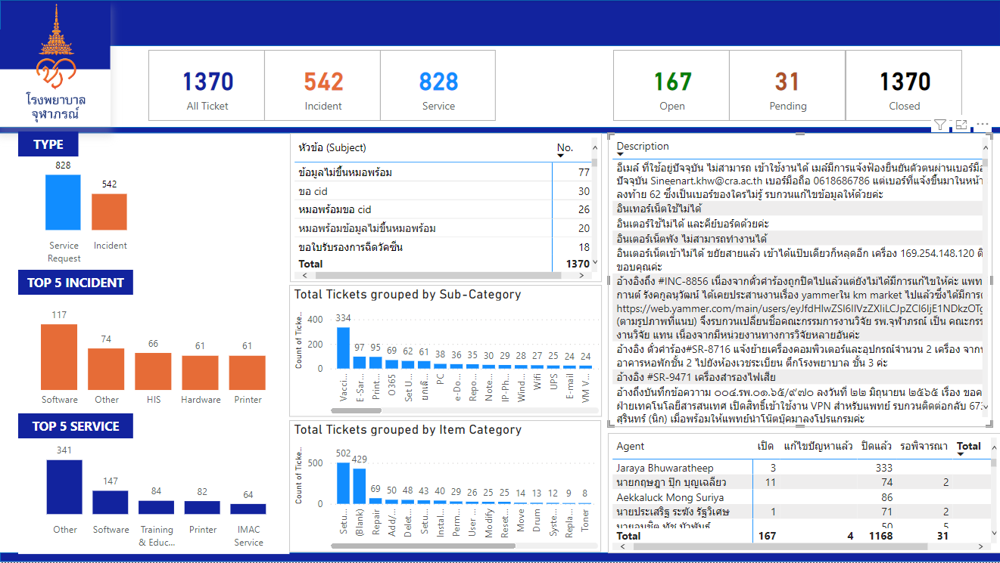 โรงพยาบาล
จุฬาภรณ์
1370
All Ticket
542
Incident
828
Service
167
Open
31
Pending
1370
Closed
TYPE
828
542
Service
Request
Incident
TOP 5 INCIDENT
117
74
66
61
61
Software
Other
HIS
Hardware
Printer
TOP 5 SERVICE
341
147
84
82
64
Other
Software
Training
& Educ...
Printer
IMAC
Service
หัวข้อ (Subject) No.
ข้อมูลไม่ขึ้นหมอพร้อม 77
ขอ cid 30
หมอพร้อมขอ cid 26
หมอพร้อมข้อมูลไม่ขึ้นหมอพร้อม 20
ขอใบรับรองการฉีดวัคซีน 18
Total 1370
Total Tickets grouped by Sub-Category
Count of Ticke...
400
200
0
334
97
95
69
62
61
38
36
35
30
29
28
27
25
24
24
Vacci...
E-Sar...
Print...
O365
Set U...
ยกเลิ...
PC
e-Do...
Repo...
Note...
IP-Ph...
Wind...
Wifi
UPS
E-mail
VM V...
Total Tickets grouped by Item Category
Count of Ticke...
500
0
502
429
69
50
48
43
40
29
26
25
25
14
13
12
9
8
Setu...
(Blank)
Repair
Add/...
Delet...
Setu...
Instal...
Perm...
User ...
Modify
Reset...
Move
Drum
Syste...
Repla...
Toner
Description
อีเมล์ ที่ใช้อยู่ปัจจุบัน ไม่สามารถ เข้าใช้งานได้ เมล์มีการแจ้งฟ้องยืนยันตัวตนผ่านเบอร์มือ
ปัจจุบัน Sineenart.khw@cra.ac.th เบอร์มือถือ 0618686786 แต่เบอร์ที่แจ้งขึ้นมาในหน้า
ลงท้าย 62 ซึ่งเป็นเบอร์ของใครไม่รู้ รบกวนแก้ไขข้อมูลให้ด้วยค่ะ
อินเทอร์เน็ตใช้ไม่ได้
อินเตอร์ใช้ไม่ได้ และคีย์บอร์ดด้วยค่ะ
อินเตอร์เน็ตพัง ไม่สามารถทำงานได้
อินเตอร์เน็ตเข้าไม่ได้ ขยัยสายแล้ว เข้าได้แป๊บเดียวก็หลุดอีก เครื่อง 169.254.148.120 ติ
ขอบคุณค่ะ
อ้างอิงถึง #INC-8856 เนื่องจากตั๋วคำร้องถูกปิดไปแล้วแต่ยังไม่ได้มีการแก้ไขให้ค่ะ แพท
กานต์ รังคกูลนุวัฒน์ ได้เคยประสานงานเรื่อง yammerใน km market ไปแล้วซึ่งได้มีการเ
https://web.yammer.com/main/users/eyJfdHlwZSI6IlVzZXIiLCJpZCI6IjE1NDkzOTg
(ตามรูปภาพที่แนบ) จึงรบกวนเปลี่ยนชื่อคณะกรรมการงานวิจัย รพ.จุฬาภรณ์ เป็น คณะกรร
งานวิจัย แทน เนื่องจากมีหน่วยงานทางการวิจัยหลายอันค่ะ
อ้างอิง ตั๋วคำร้อง#SR-8716 แจ้งย้ายเครื่องคอมพิวเตอร์และอุปกรณ์จำนวน 2 เครื่อง จาก
อาคารหอพักชั้น 2 ไปยังห้องเวชระเบียน ตึกโรงพยาบาล ชั้น 3 ค่ะ
อ้างอิง #SR-9471 เครื่องสำรองไฟเสีย
อ้างถึงบันทึกข้อความาม ๐๐๔.รพ.๐๑.๖๕/๙๗๐ ลงวันที่ ๒๒ มิถุนายน ๒๕๖๕ เรื่อง ขอค
ฝ่ายเทคโนโลยีสารสนเทศ เปิดสิทธิ์เข้าใช้งาน VPN สำหรับแพทย์ รบกวนติดต่อกลับ 673
สุรินทร์ (นิก) เมื่อพร้อมให้แพทย์นำโน๊ตบุ๊คมาลงโปรแกรมค่ะ
Agent เปิด แก้ไขปัญหาแล้ว ปิดแล้ว รอพิจารณา Total
Jaraya Bhuwaratheep 3 333
นายกฤษฎา ปุ๊ก บุญเฉลียว 11 74 2
Aekkaluck Mong Suriya 86
นายประเสริฐ ระฆัง รัฐวิเศษ 1 71 2
50 5
Total 167 4 1168 31